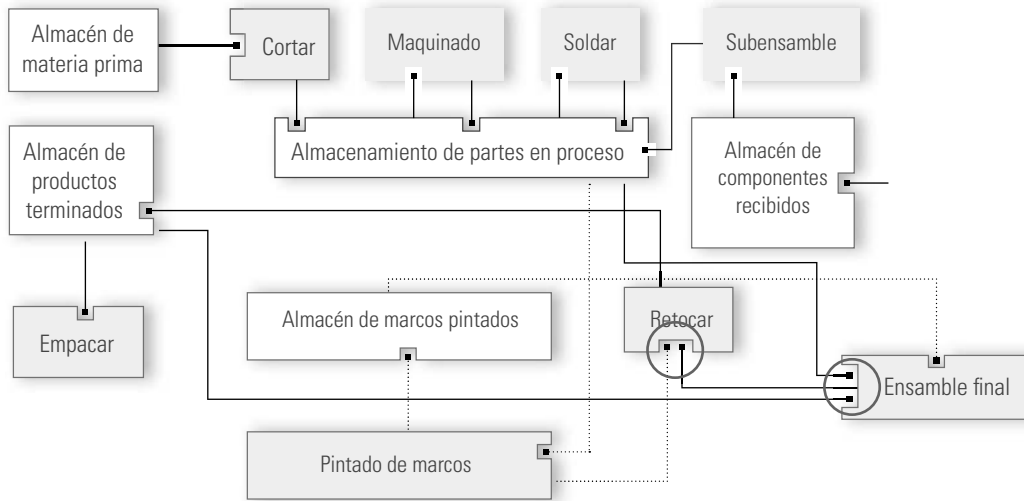 Almacén de
materia prima
Cortar
Maquinado
Soldar
Subensamble
Almacén de
productos
terminados
Almacenamiento de partes en proceso
Almacén de
componentes
recibidos
Empacar
Almacén de marcos pintados
Retocar
Ensamble final
Pintado de marcos